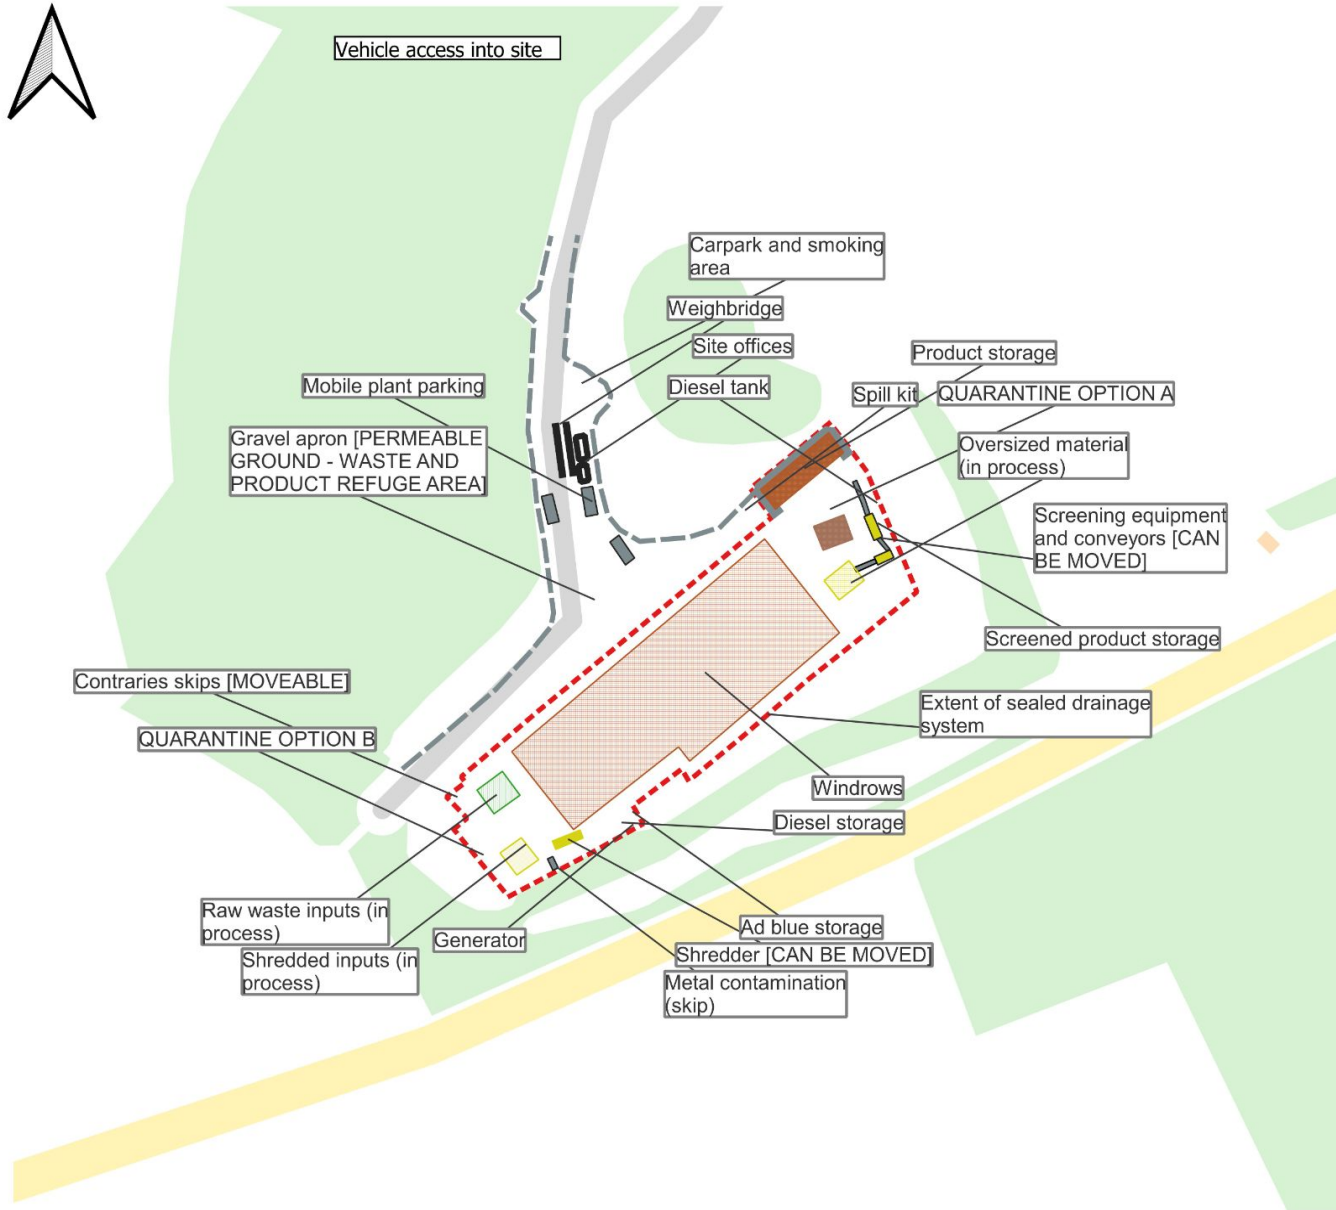 Vehicle access into site
Carpark and smoking
area
Weighbridge
Site offices
Product storage
Mobile plant parking
Diesel tank
Spill kit
QUARANTINE OPTION A
Gravel apron [PERMEABLE
GROUND - WASTE AND
PRODUCT REFUGE AREA]
Oversized material
(in process)
Screening equipment
and conveyors [CAN
BE MOVED]
Screened product storage
Contraries skips [MOVEABLE]
Extent of sealed drainage
system
QUARANTINE OPTION B
Windrows
Diesel storage
Raw waste inputs (in
process)
Ad blue storage
Generator
Shredder [CAN BE MOVED]
Shredded inputs (in
process)
Metal contamination
(skip)